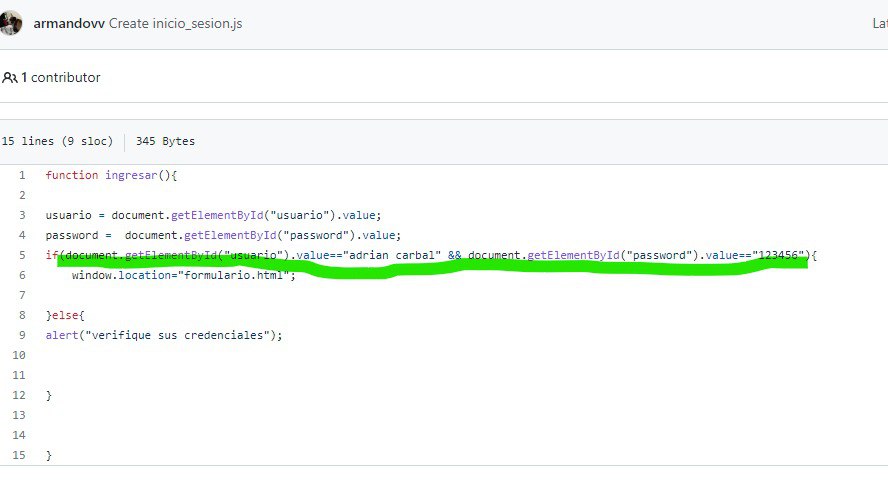 armandovv Create inicio_sesion.js
Lat
1 contributor
15 lines (9 sloc) 345 Bytes
1 function ingresar(){
2
3 usuario = document.getElementById("usuario").value;
4 password =  document.getElementById("password").value;
5 if(document.getElementById("usuario").value=="adrian carbal" && document.getElementById("password").value=="123456"){
6     window.location="formulario.html";
7
8 }else{
9 alert("verifique sus credenciales");
10
11
12 }
13
14
15 }